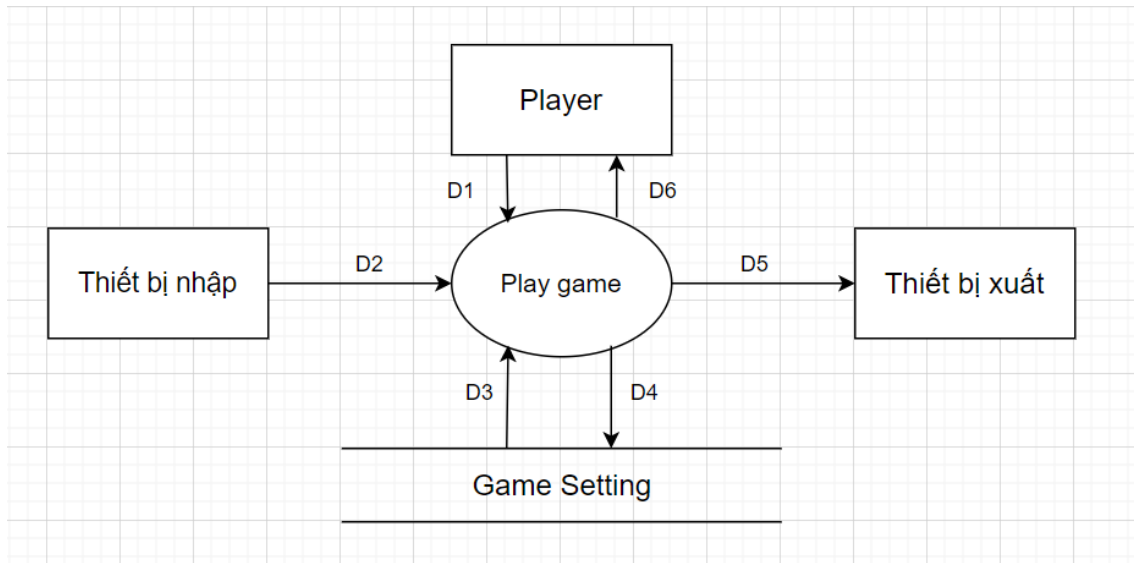 Player
D1
D6
Thiết bị nhập
D2
Play game
D5
Thiết bị xuất
D3
D4
Game Setting